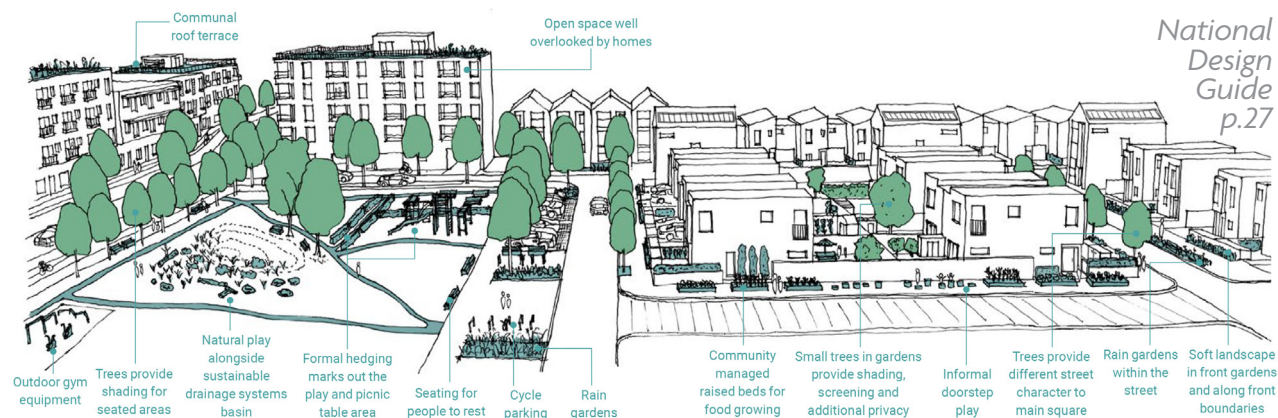 Communal
roof terrace
Open space well
overlooked by homes
National
Design
Guide
p.27
Outdoor gym
equipment
Trees provide
shading for
seated areas
Natural play
alongside
sustainable
drainage systems
basin
Formal hedging
marks out the
play and picnic
table area
Seating for
people to rest
Cycle
parking
Rain
gardens
Community
managed
raised beds for
food growing
Small trees in gardens
provide shading,
screening and
additional privacy
Informal
doorstep
play
Trees provide
different street
character to
main square
Rain gardens
within the
street
Soft landscape
in front gardens
and along front
boundaries